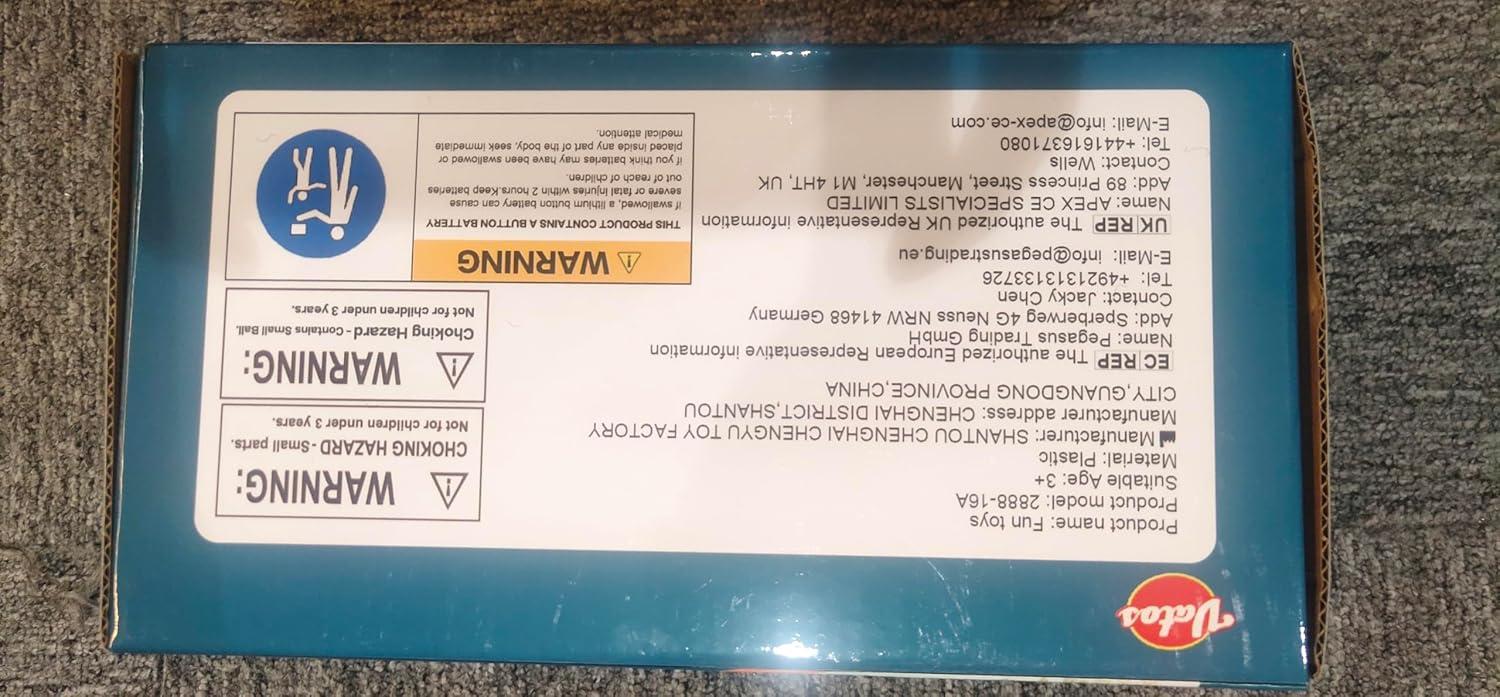 Vatos
Product name: Fun toys
Product model: 2888-16A
Suitable Age: 3+
Material: Plastic
Manufacturer: SHANTOU CHENGHAI CHENGYU TOY FACTORY
Manufacturer address: CHENGHAI DISTRICT,SHANTOU
CITY,GUANGDONG PROVINCE,CHINA
EC REP The authorized European Representative information
Name: Pegasus Trading GmbH
Add: Sperberweg 4G Neuss NRW 41468 Germany
Contact: Jacky Chen
Tel: +492131133726
E-Mail: info@pegasustrading.eu
UK REP The authorized UK Representative information
Name: APEX CE SPECIALISTS LIMITED
Add: 89 Princess Street, Manchester, M1 4HT, UK
Contact: Wells
Tel: +441616371080
E-Mail: info@apex-ce.com
WARNING:
CHOKING HAZARD - Small parts.
Not for children under 3 years.
WARNING:
Choking Hazard - Contains Small Ball.
Not for children under 3 years.
WARNING
THIS PRODUCT CONTAINS A BUTTON BATTERY
if swallowed, a lithium button battery can cause
severe or fatal injuries within 2 hours.Keep batteries
out of reach of children.
if you think batteries may have been swallowed or
placed inside any part of the body, seek immediate
medical attention.